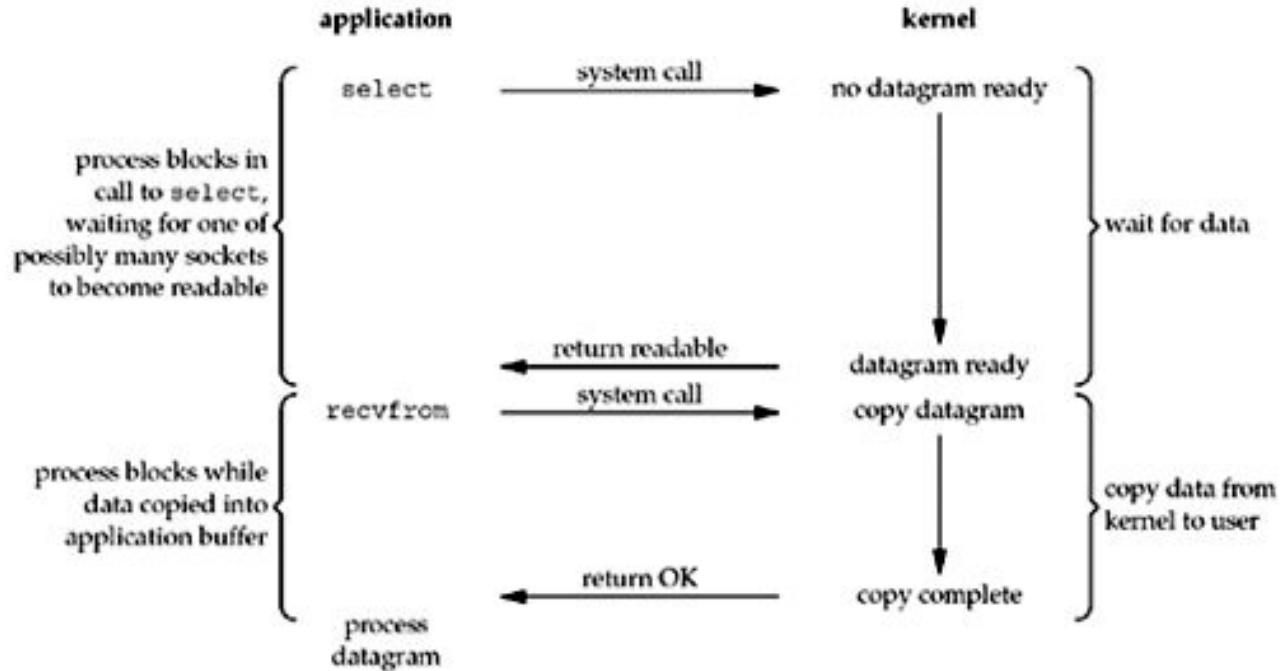 application
kernel
select
system call
no datagram ready
process blocks in
call to select,
waiting for one of
possibly many sockets
to become readable
wait for data
return readable
datagram ready
recvfrom
system call
copy datagram
process blocks while
data copied into
application buffer
copy data from
kernel to user
return OK
copy complete
process
datagram